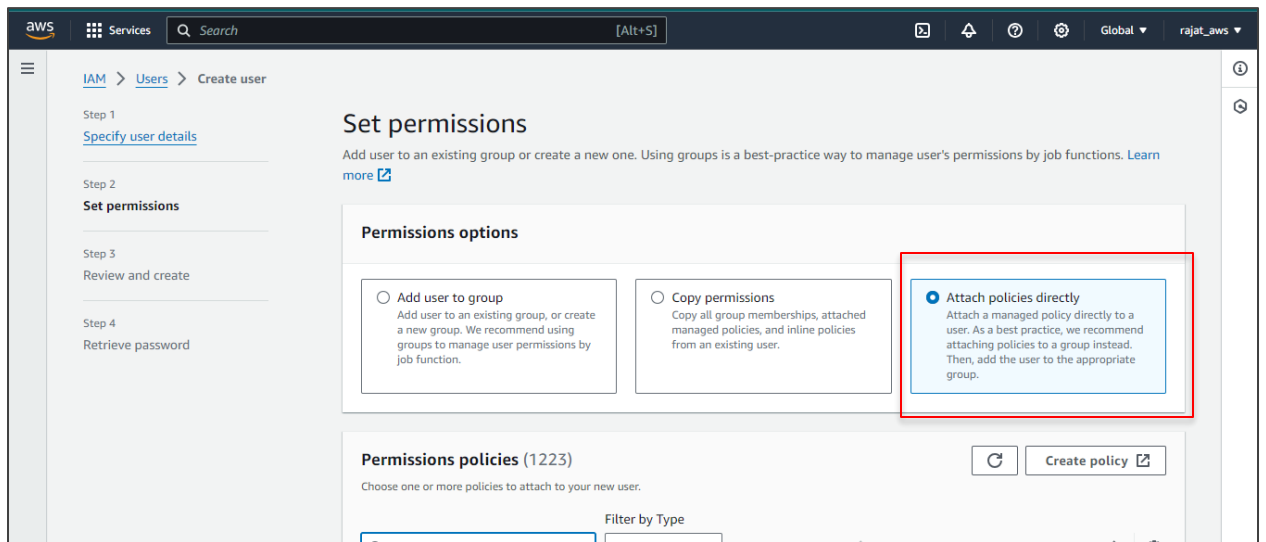 aws
Services
Search
[Alt+S]
Global
rajat_aws
IAM
Users
Create user
Step 1
Specify user details
Step 2
Set permissions
Step 3
Review and create
Step 4
Retrieve password
Set permissions
Add user to an existing group or create a new one. Using groups is a best-practice way to manage user's permissions by job functions. Learn
more
Permissions options
Add user to group
Add user to an existing group, or create
a new group. We recommend using
groups to manage user permissions by
job function.
Copy permissions
Copy all group memberships, attached
managed policies, and inline policies
from an existing user.
Attach policies directly
Attach a managed policy directly to a
user. As a best practice, we recommend
attaching policies to a group instead.
Then, add the user to the appropriate
group.
Permissions policies (1223)
Create policy
Choose one or more policies to attach to your new user.
Filter by Type